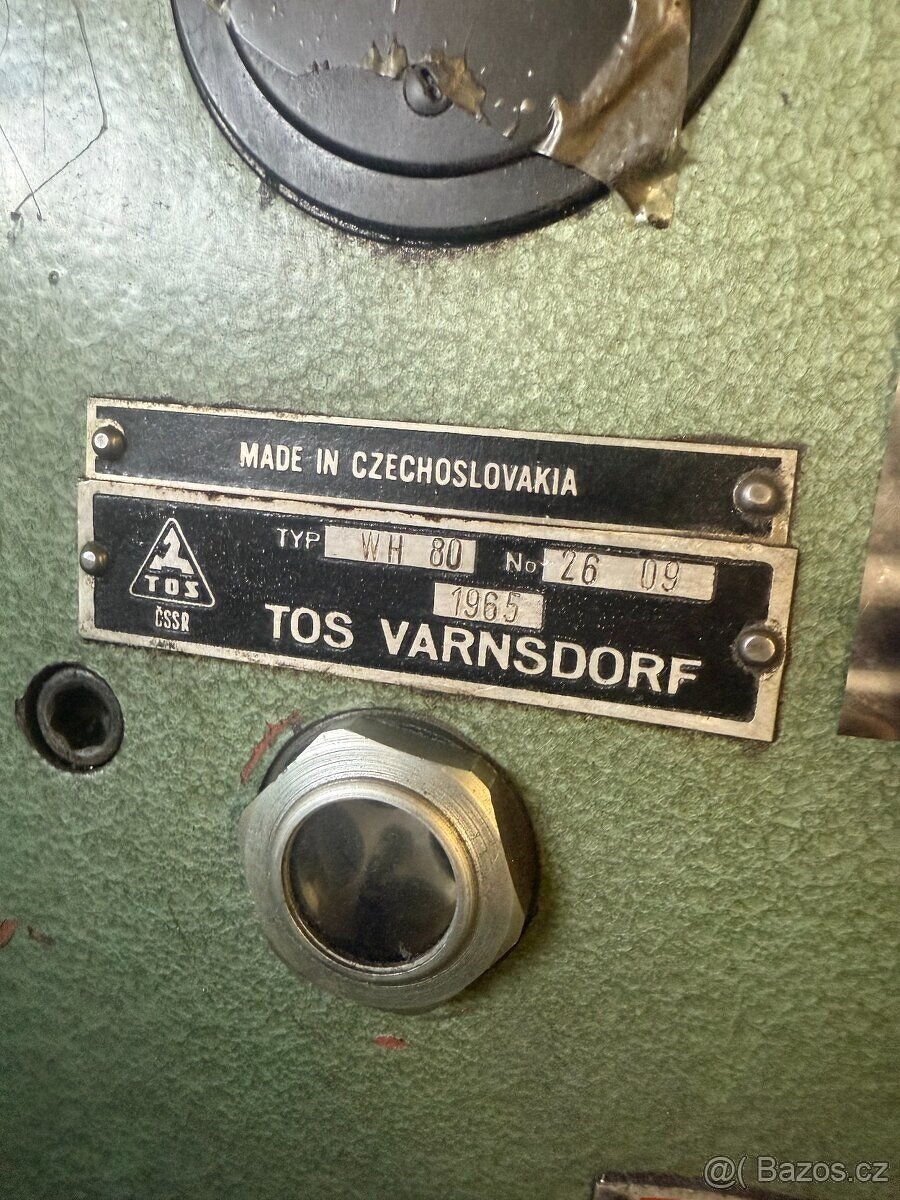 MADE IN CZECHOSLOVAKIA
TYP WH 80 No 26 09
1965
TOS
ČSSR
TOS VARNSDORF
@( Bazos.cz